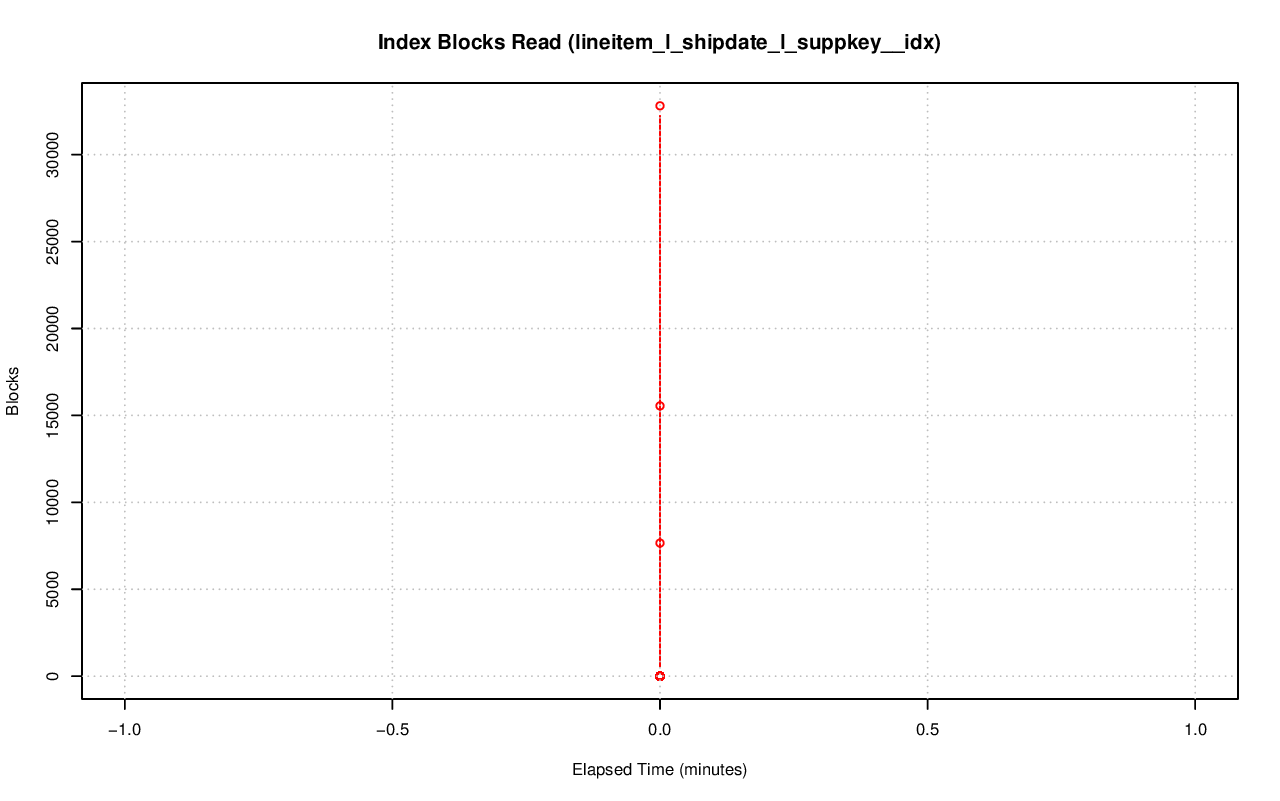 Index Blocks Read (lineitem_l_shipdate_l_suppkey__idx)
Blocks
30000
25000
20000
15000
10000
5000
0
−1.0 −0.5 0.0 0.5 1.0
Elapsed Time (minutes)